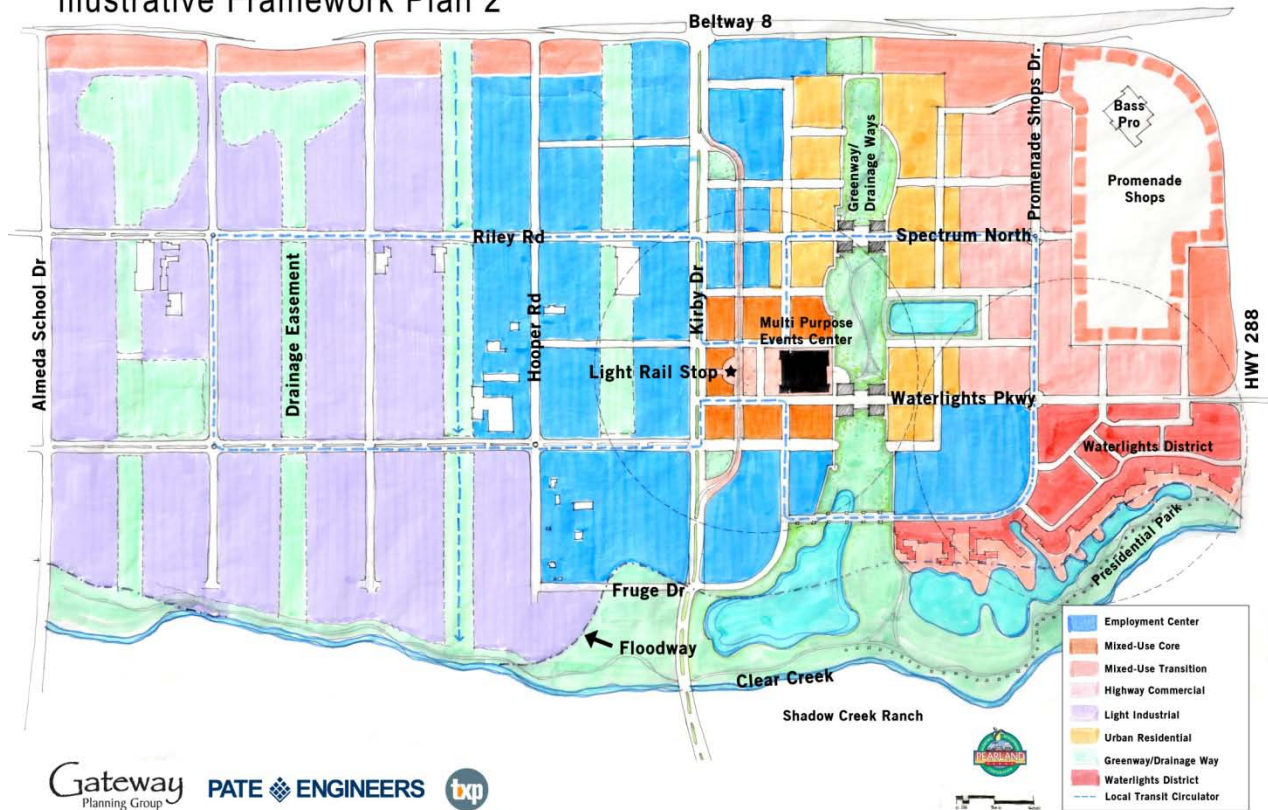 Illustrative Framework Plan 2
Beltway 8
Promenade Shops Dr.
Bass
Pro
Greenway/
Drainage Ways
Promenade
Shops
Riley Rd
Spectrum North
Almeda School Dr
Drainage Easement
Hooper Rd
Kirby Dr
Multi Purpose
Events Center
HWY 288
Light Rail Stop
Waterlights Pkwy
Waterlights District
Presidential Park
Fruge Dr
Floodway
Clear Creek
Shadow Creek Ranch
Employment Center
Mixed-Use Core
Mixed-Use Transition
Highway Commercial
Light Industrial
Urban Residential
Greenway/Drainage Way
Waterlights District
Local Transit Circulator
PEARLAND
Gateway
Planning Group
PATE ENGINEERS
txp